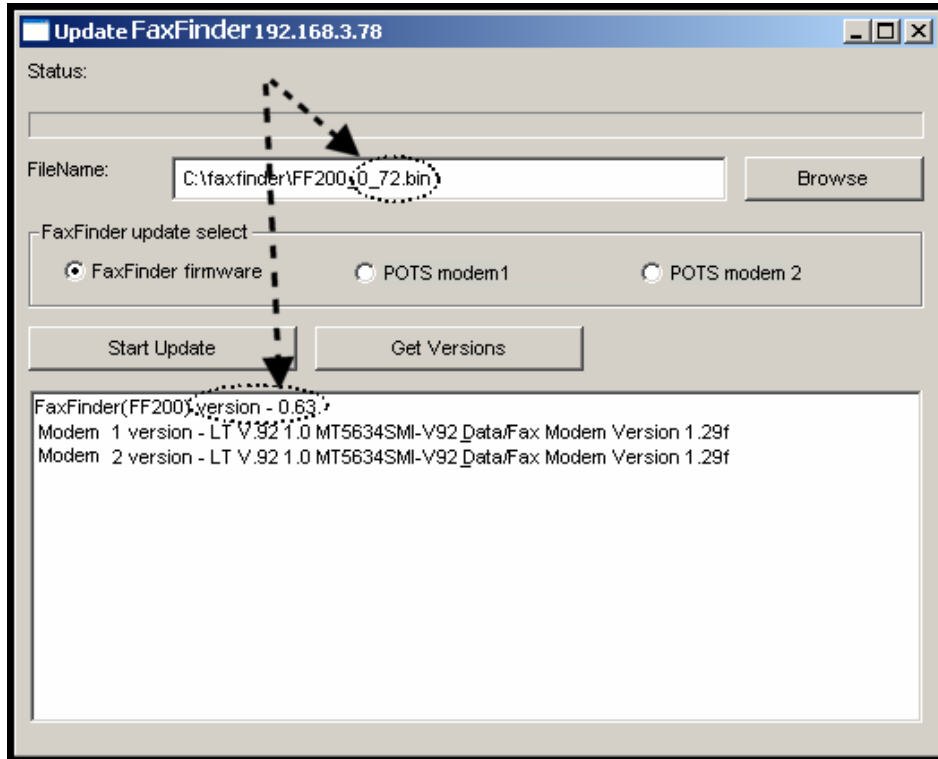 Update FaxFinder 192.168.3.78
Status:
FileName:
C:\faxfinder\FF200_0_72.bin
Browse
FaxFinder update select
FaxFinder firmware
POTS modem1
POTS modem 2
Start Update
Get Versions
FaxFinder(FF200) version - 0.63.
Modem 1 version - LT V.92 1.0 MT5634SMI-V92 Data/Fax Modem Version 1.29f
Modem 2 version - LT V.92 1.0 MT5634SMI-V92 Data/Fax Modem Version 1.29f